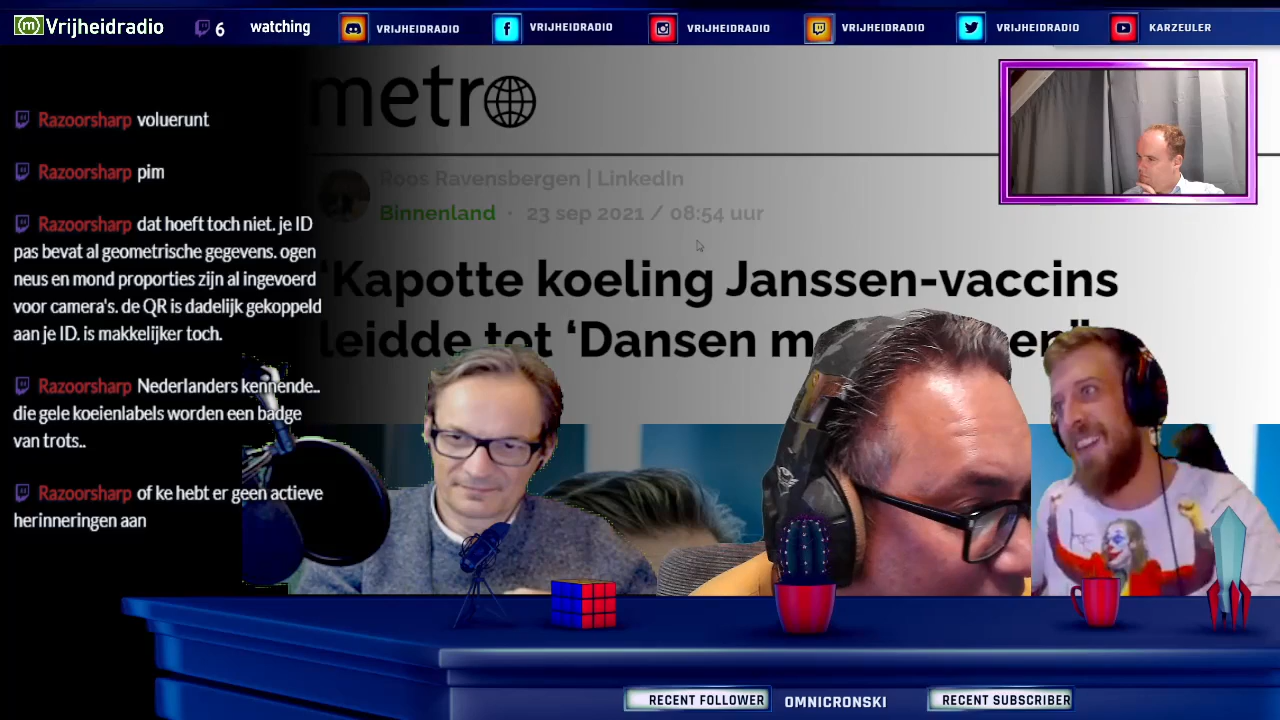 Vrijheidradio
6
watching
VRIJHEIDRADIO
VRIJHEIDRADIO
VRIJHEIDRADIO
VRIJHEIDRADIO
VRIJHEIDRADIO
KARZEULER
metro
Roos Ravensbergen | LinkedIn
Binnenland · 23 sep 2021 / 08:54 uur
‘Kapotte koeling Janssen-vaccins
leidde tot ‘Dansen
Razoorsharp voluerunt
Razoorsharp pim
Razoorsharp dat hoeft toch niet. je ID
pas bevat al geometrische gegevens. ogen
neus en mond proporties zijn al ingevoerd
voor camera's. de QR is dadelijk gekoppeld
aan je ID. is makkelijker toch.
Razoorsharp Nederlanders kennende..
die gele koeienlabels worden een badge
van trots..
Razoorsharp of ke hebt er geen actieve
herinneringen aan
RECENT FOLLOWER
OMNICRONSKI
RECENT SUBSCRIBER